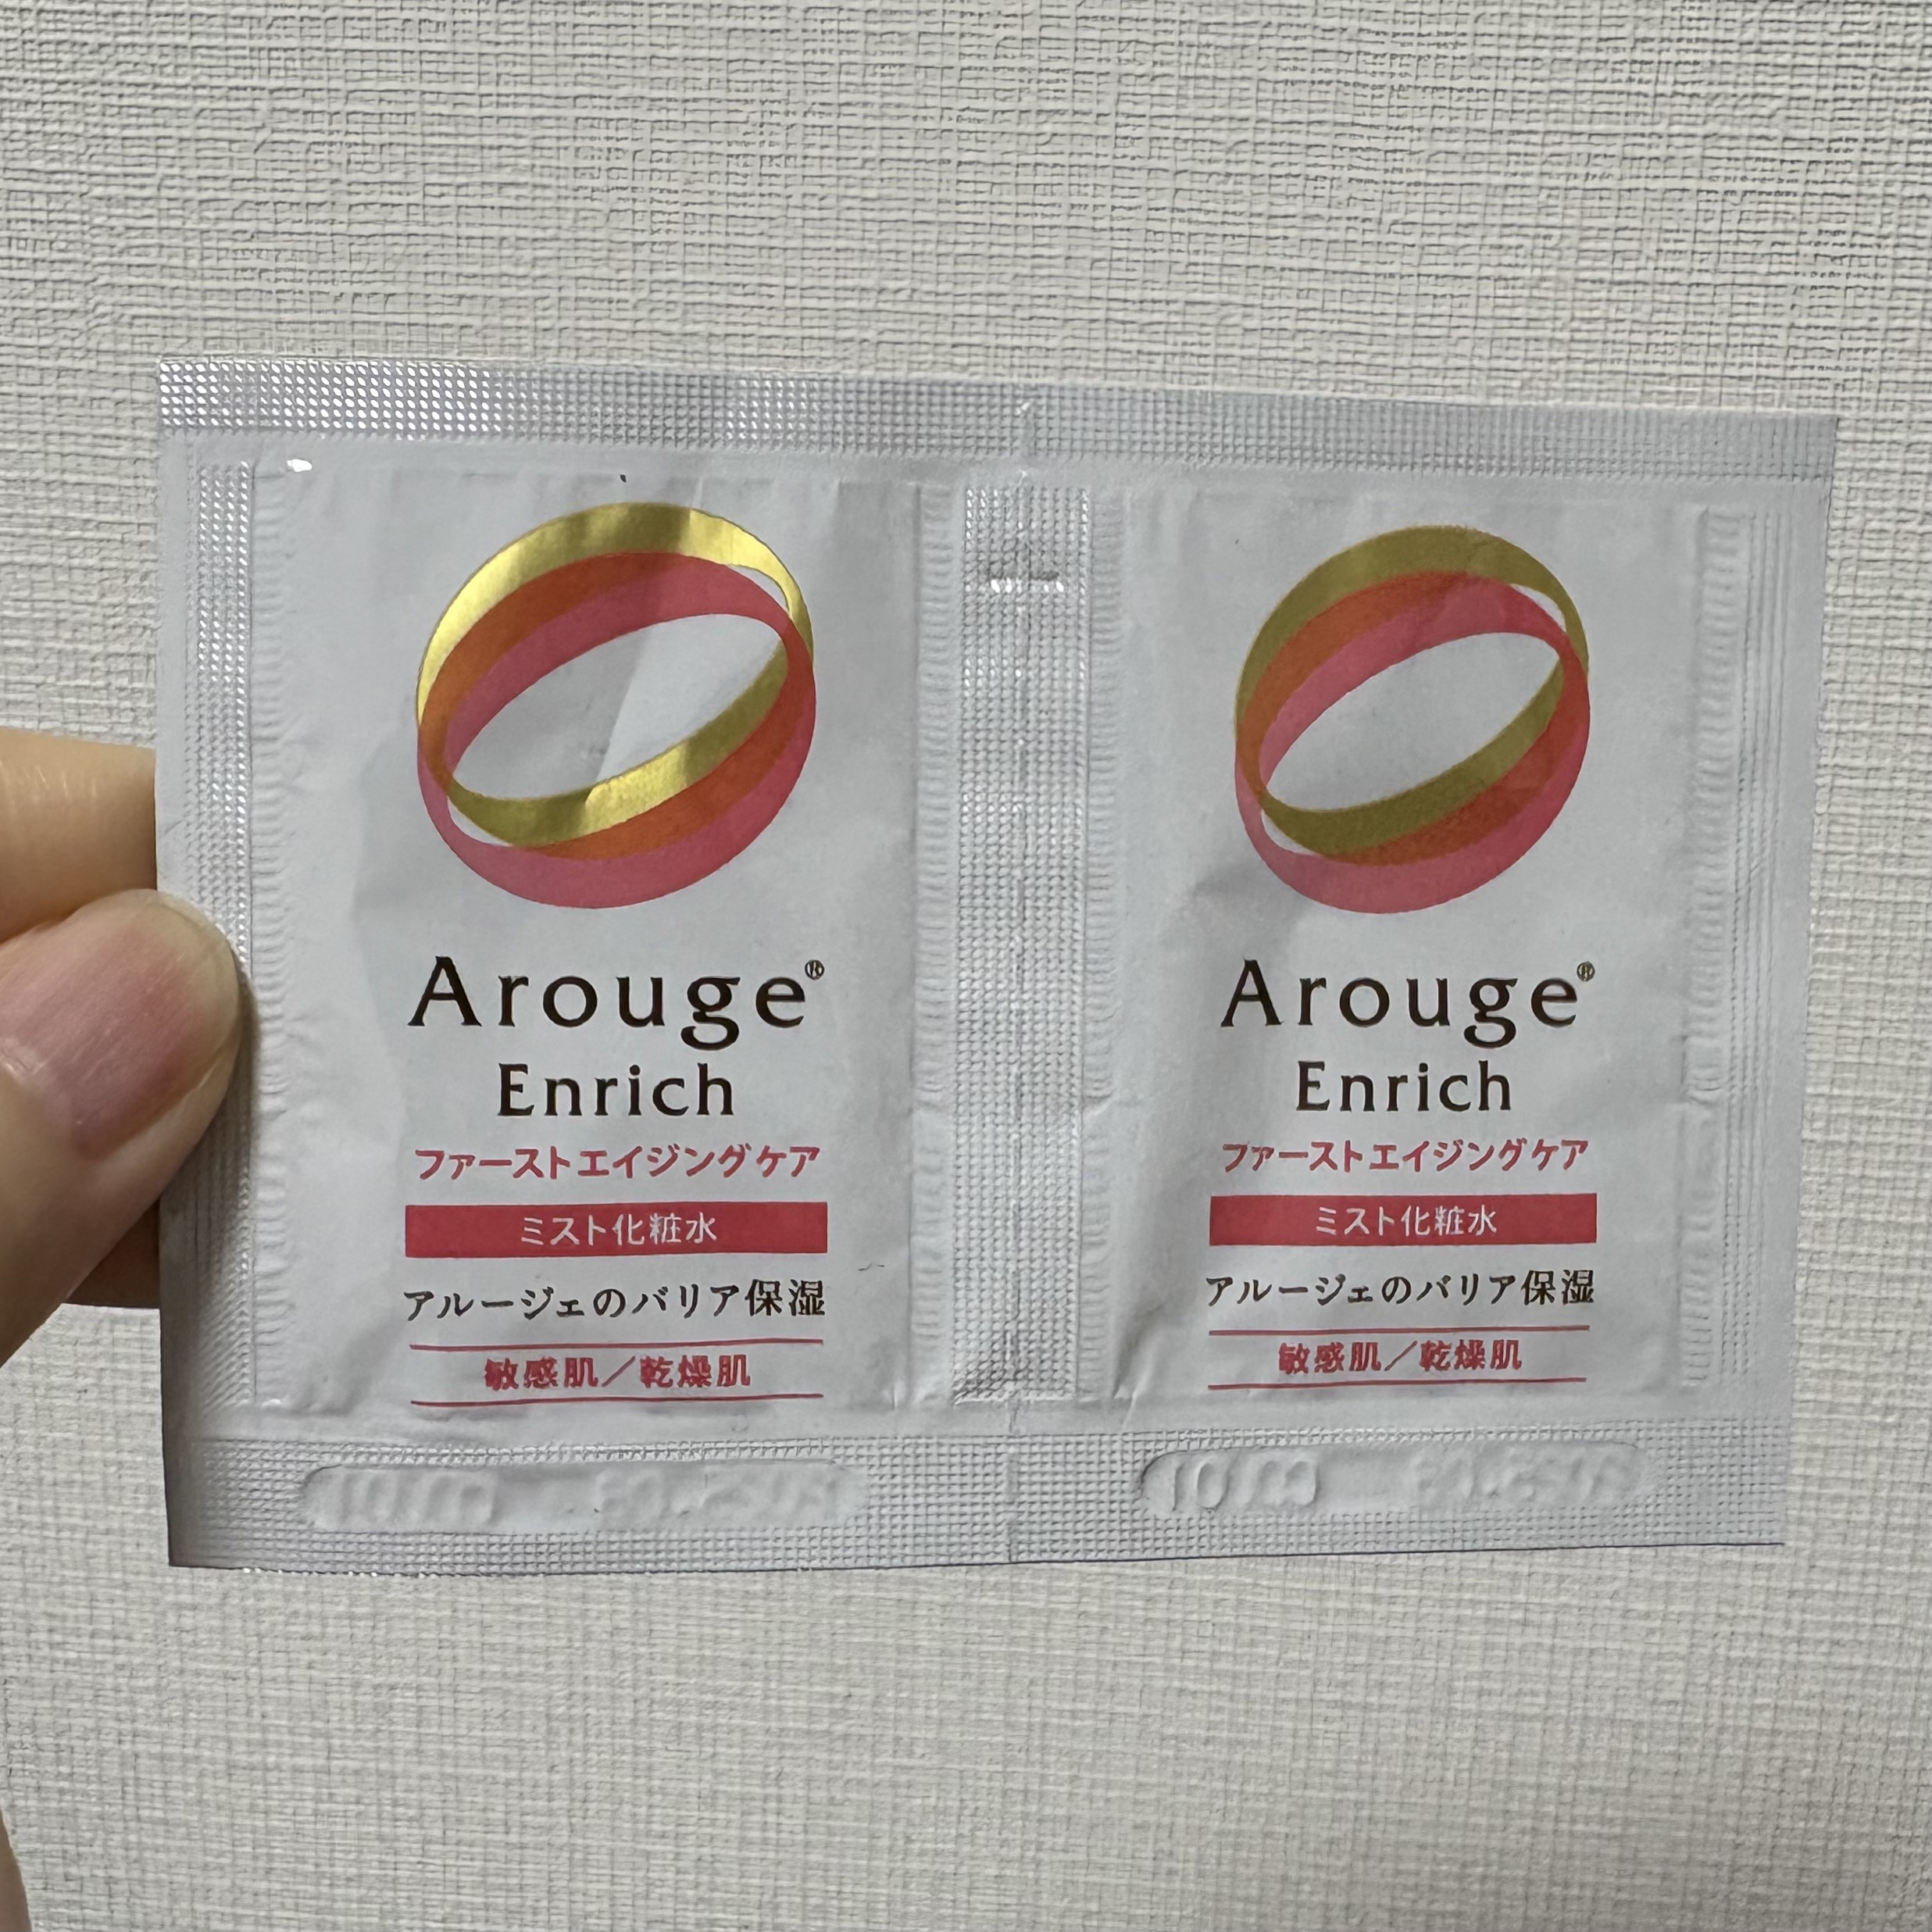 Arouge®
Enrich
ファーストエイジングケア
ミスト化粧水
アルージェのバリア保湿
敏感肌／乾燥肌
Arouge®
Enrich
ファーストエイジングケア
ミスト化粧水
アルージェのバリア保湿
敏感肌／乾燥肌